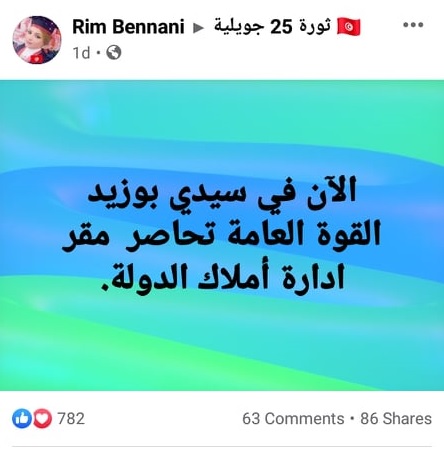 Rim Bennani ▸ ثورة 25 جويلية 🇹🇳
1d •
الآن في سيدي بوزيد
القوة العامة تحاصر مقر
ادارة أملاك الدولة.
782
63 Comments • 86 Shares